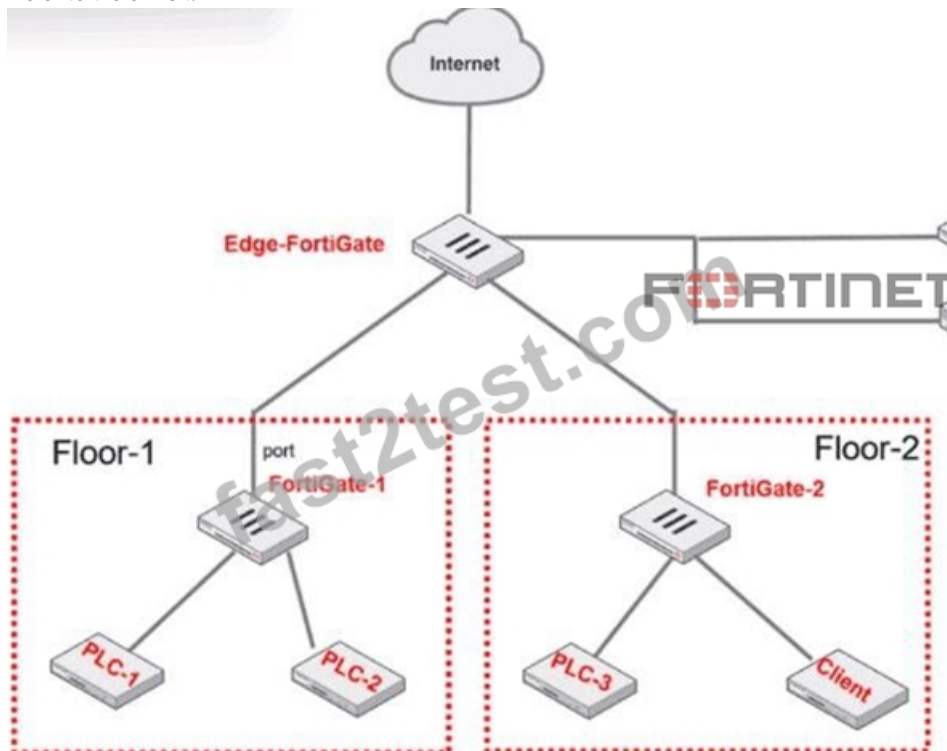 Internet
Edge-FortiGate
FORTINET
fast2test.com
Floor-1
port
FortiGate-1
Floor-2
FortiGate-2
PLC-1
PLC-2
PLC-3
Client